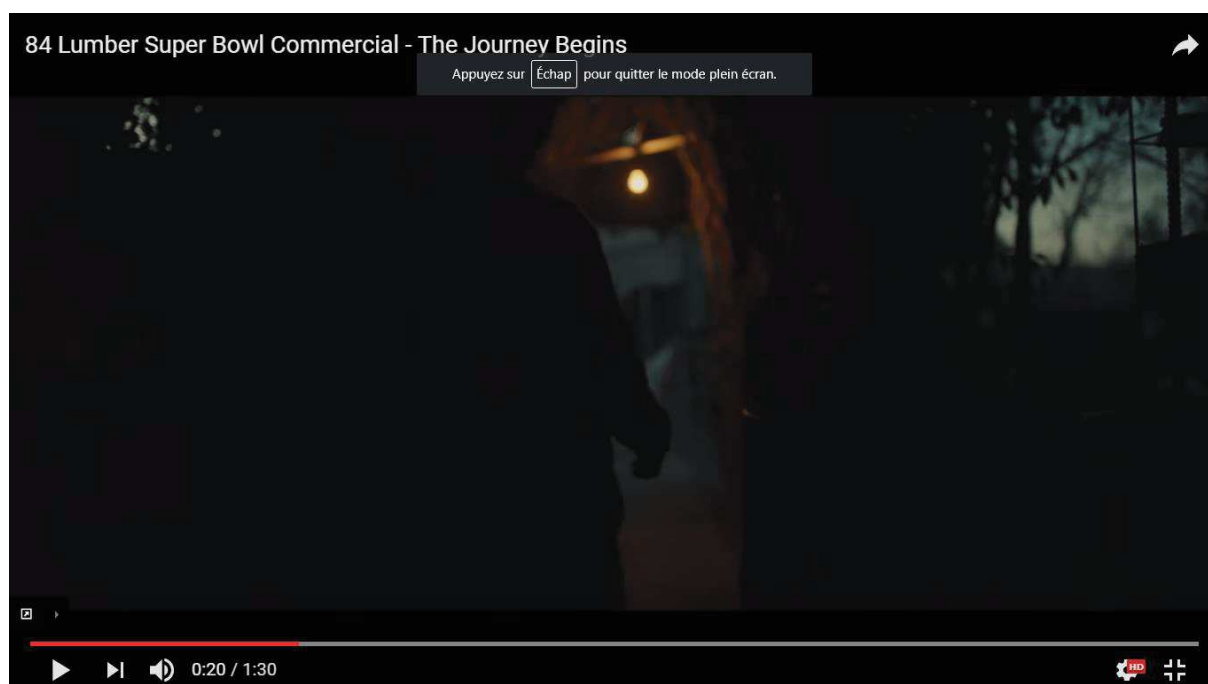 84 Lumber Super Bowl Commercial - The Journey Begins
Appuyez sur Échap pour quitter le mode plein écran.
0:20 / 1:30
HD